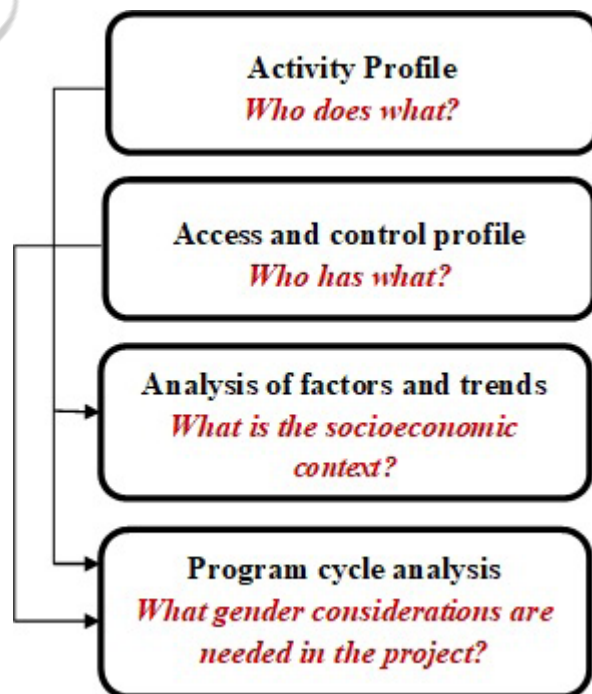 Activity Profile
Who does what?
Access and control profile
Who has what?
Analysis of factors and trends
What is the socioeconomic
context?
Program cycle analysis
What gender considerations are
needed in the project?